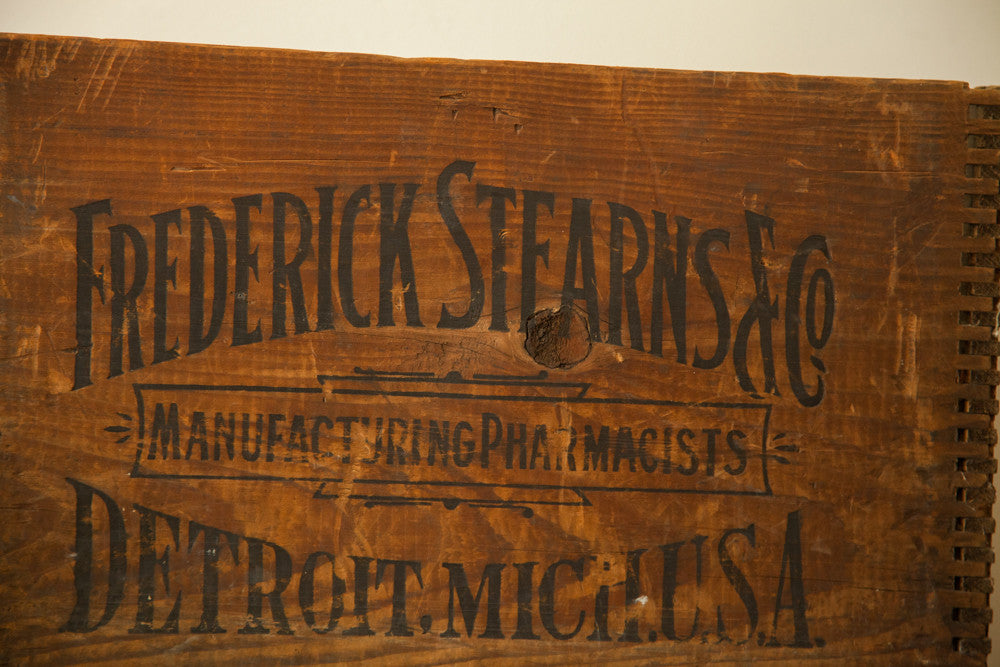 FREDERICK STEARNS & CO.
MANUFACTURING PHARMACISTS
DETROIT. MICH. U.S.A.